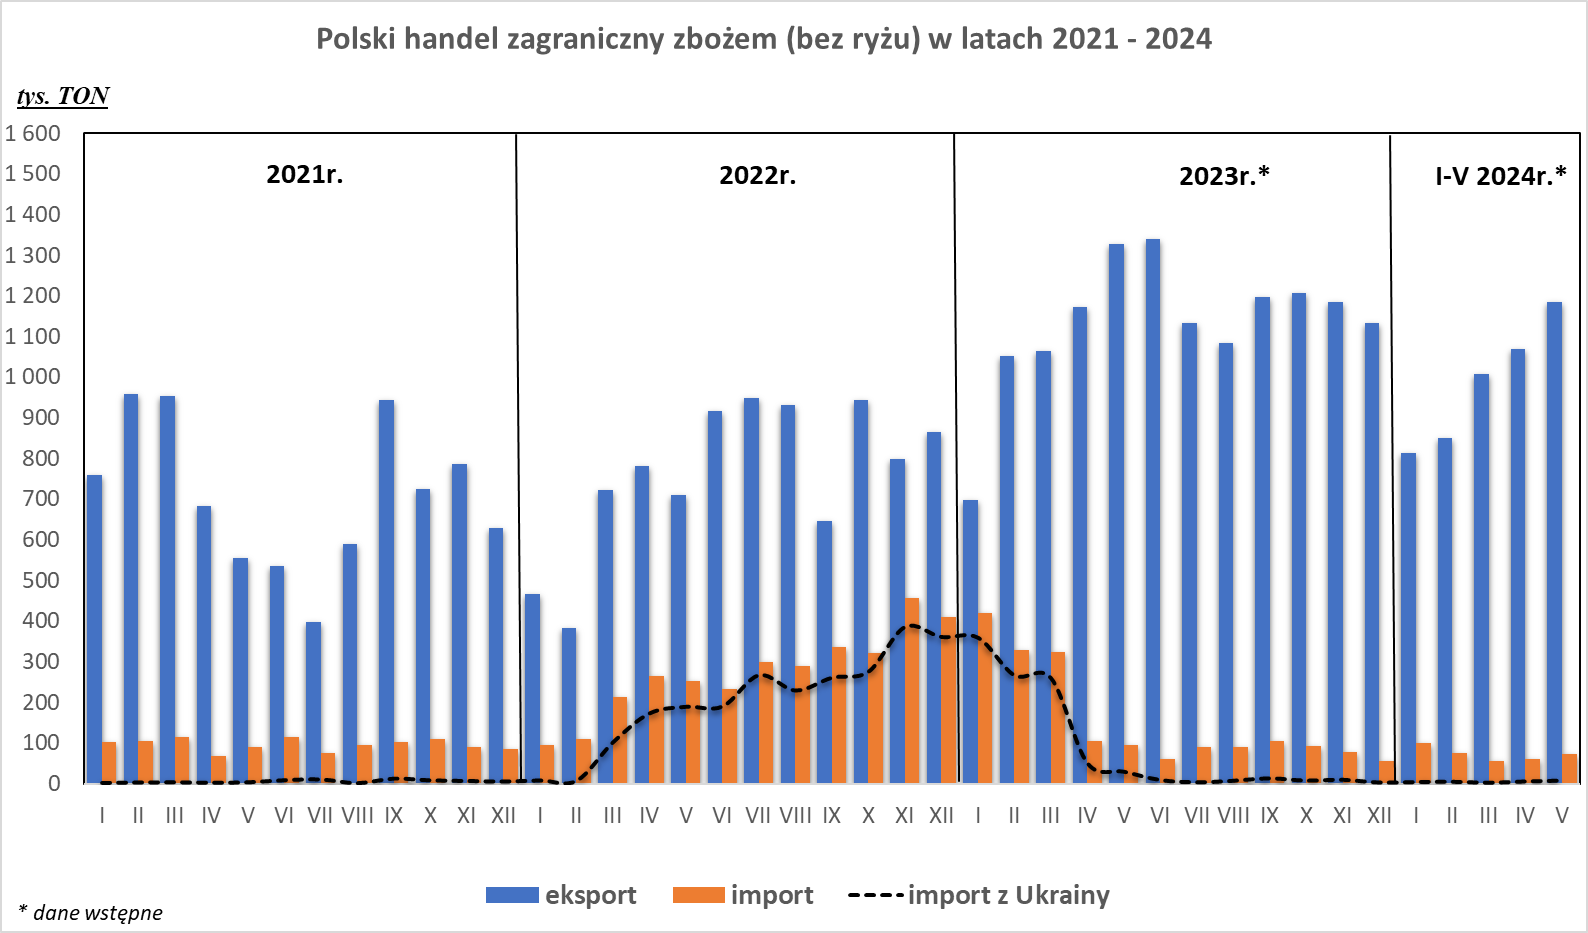 Polski handel zagraniczny zbożem (bez ryżu) w latach 2021 - 2024
tys. TON
1 600
1 500
1 400
1 300
1 200
1 100
1 000
900
800
700
600
500
400
300
200
100
0
2021r.
2022r.
2023r.*
I-V 2024r.*
I II III IV V VI VII VIII IX X XI XII I II III IV V VI VII VIII IX X XI XII I II III IV V VI VII VIII IX X XI XII I II III IV V
eksport import import z Ukrainy
* dane wstępne